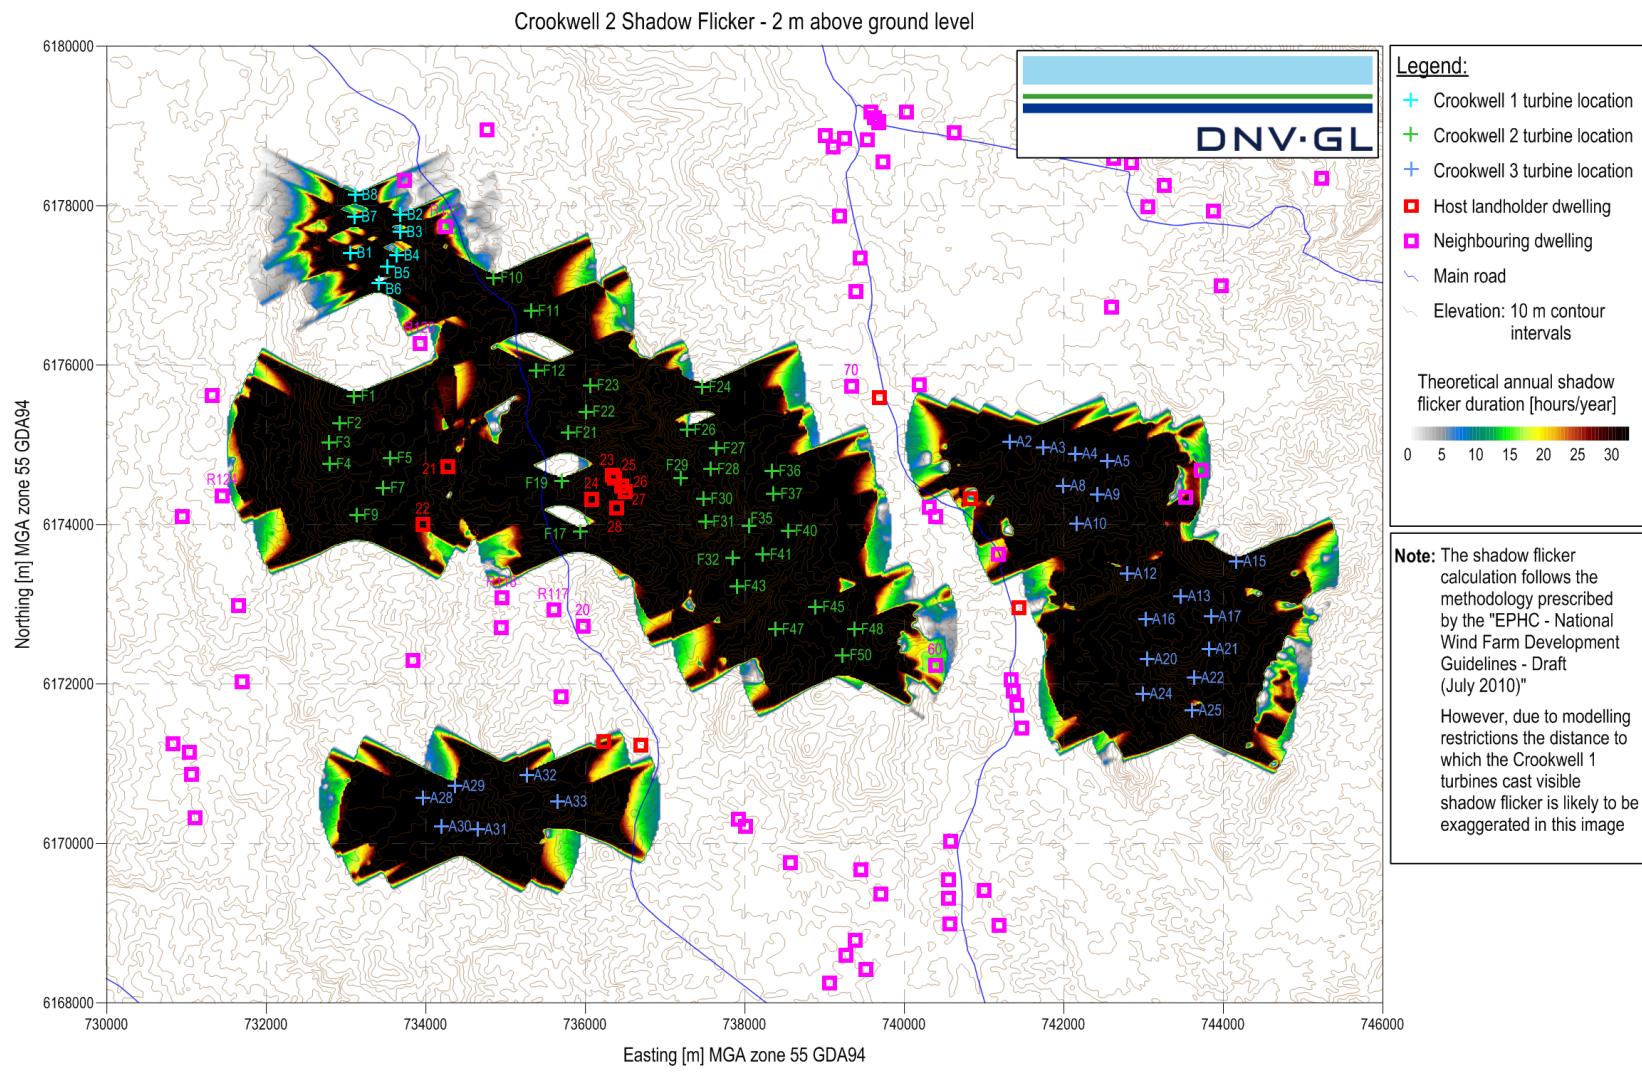 Crookwell 2 Shadow Flicker - 2 m above ground level
Northing [m] MGA zone 55 GDA94
6180000
6178000
6176000
6174000
6172000
6170000
6168000
730000
732000
734000
736000
738000
740000
742000
744000
746000
Easting [m] MGA zone 55 GDA94
DNV·GL
B8
B7
B2
B3
B1
B4
B5
B6
F10
F11
F12
F23
F24
F1
F2
F22
F3
F21
F26
F27
F4
F5
F29
F28
F36
F7
F19
F30
F37
F9
F17
F31
F35
F40
F32
F41
F43
F45
F47
F48
F50
21
22
23
25
24
26
27
28
70
R117
20
60
A2
A3
A4
A5
A8
A9
A10
A12
A15
A13
A16
A17
A20
A21
A22
A24
A25
A28
A29
A32
A33
A30
A31
Legend:
Crookwell 1 turbine location
Crookwell 2 turbine location
Crookwell 3 turbine location
Host landholder dwelling
Neighbouring dwelling
Main road
Elevation: 10 m contour
intervals
Theoretical annual shadow
flicker duration [hours/year]
0 5 10 15 20 25 30
Note: The shadow flicker
calculation follows the
methodology prescribed
by the "EPHC - National
Wind Farm Development
Guidelines - Draft
(July 2010)"
However, due to modelling
restrictions the distance to
which the Crookwell 1
turbines cast visible
shadow flicker is likely to be
exaggerated in this image